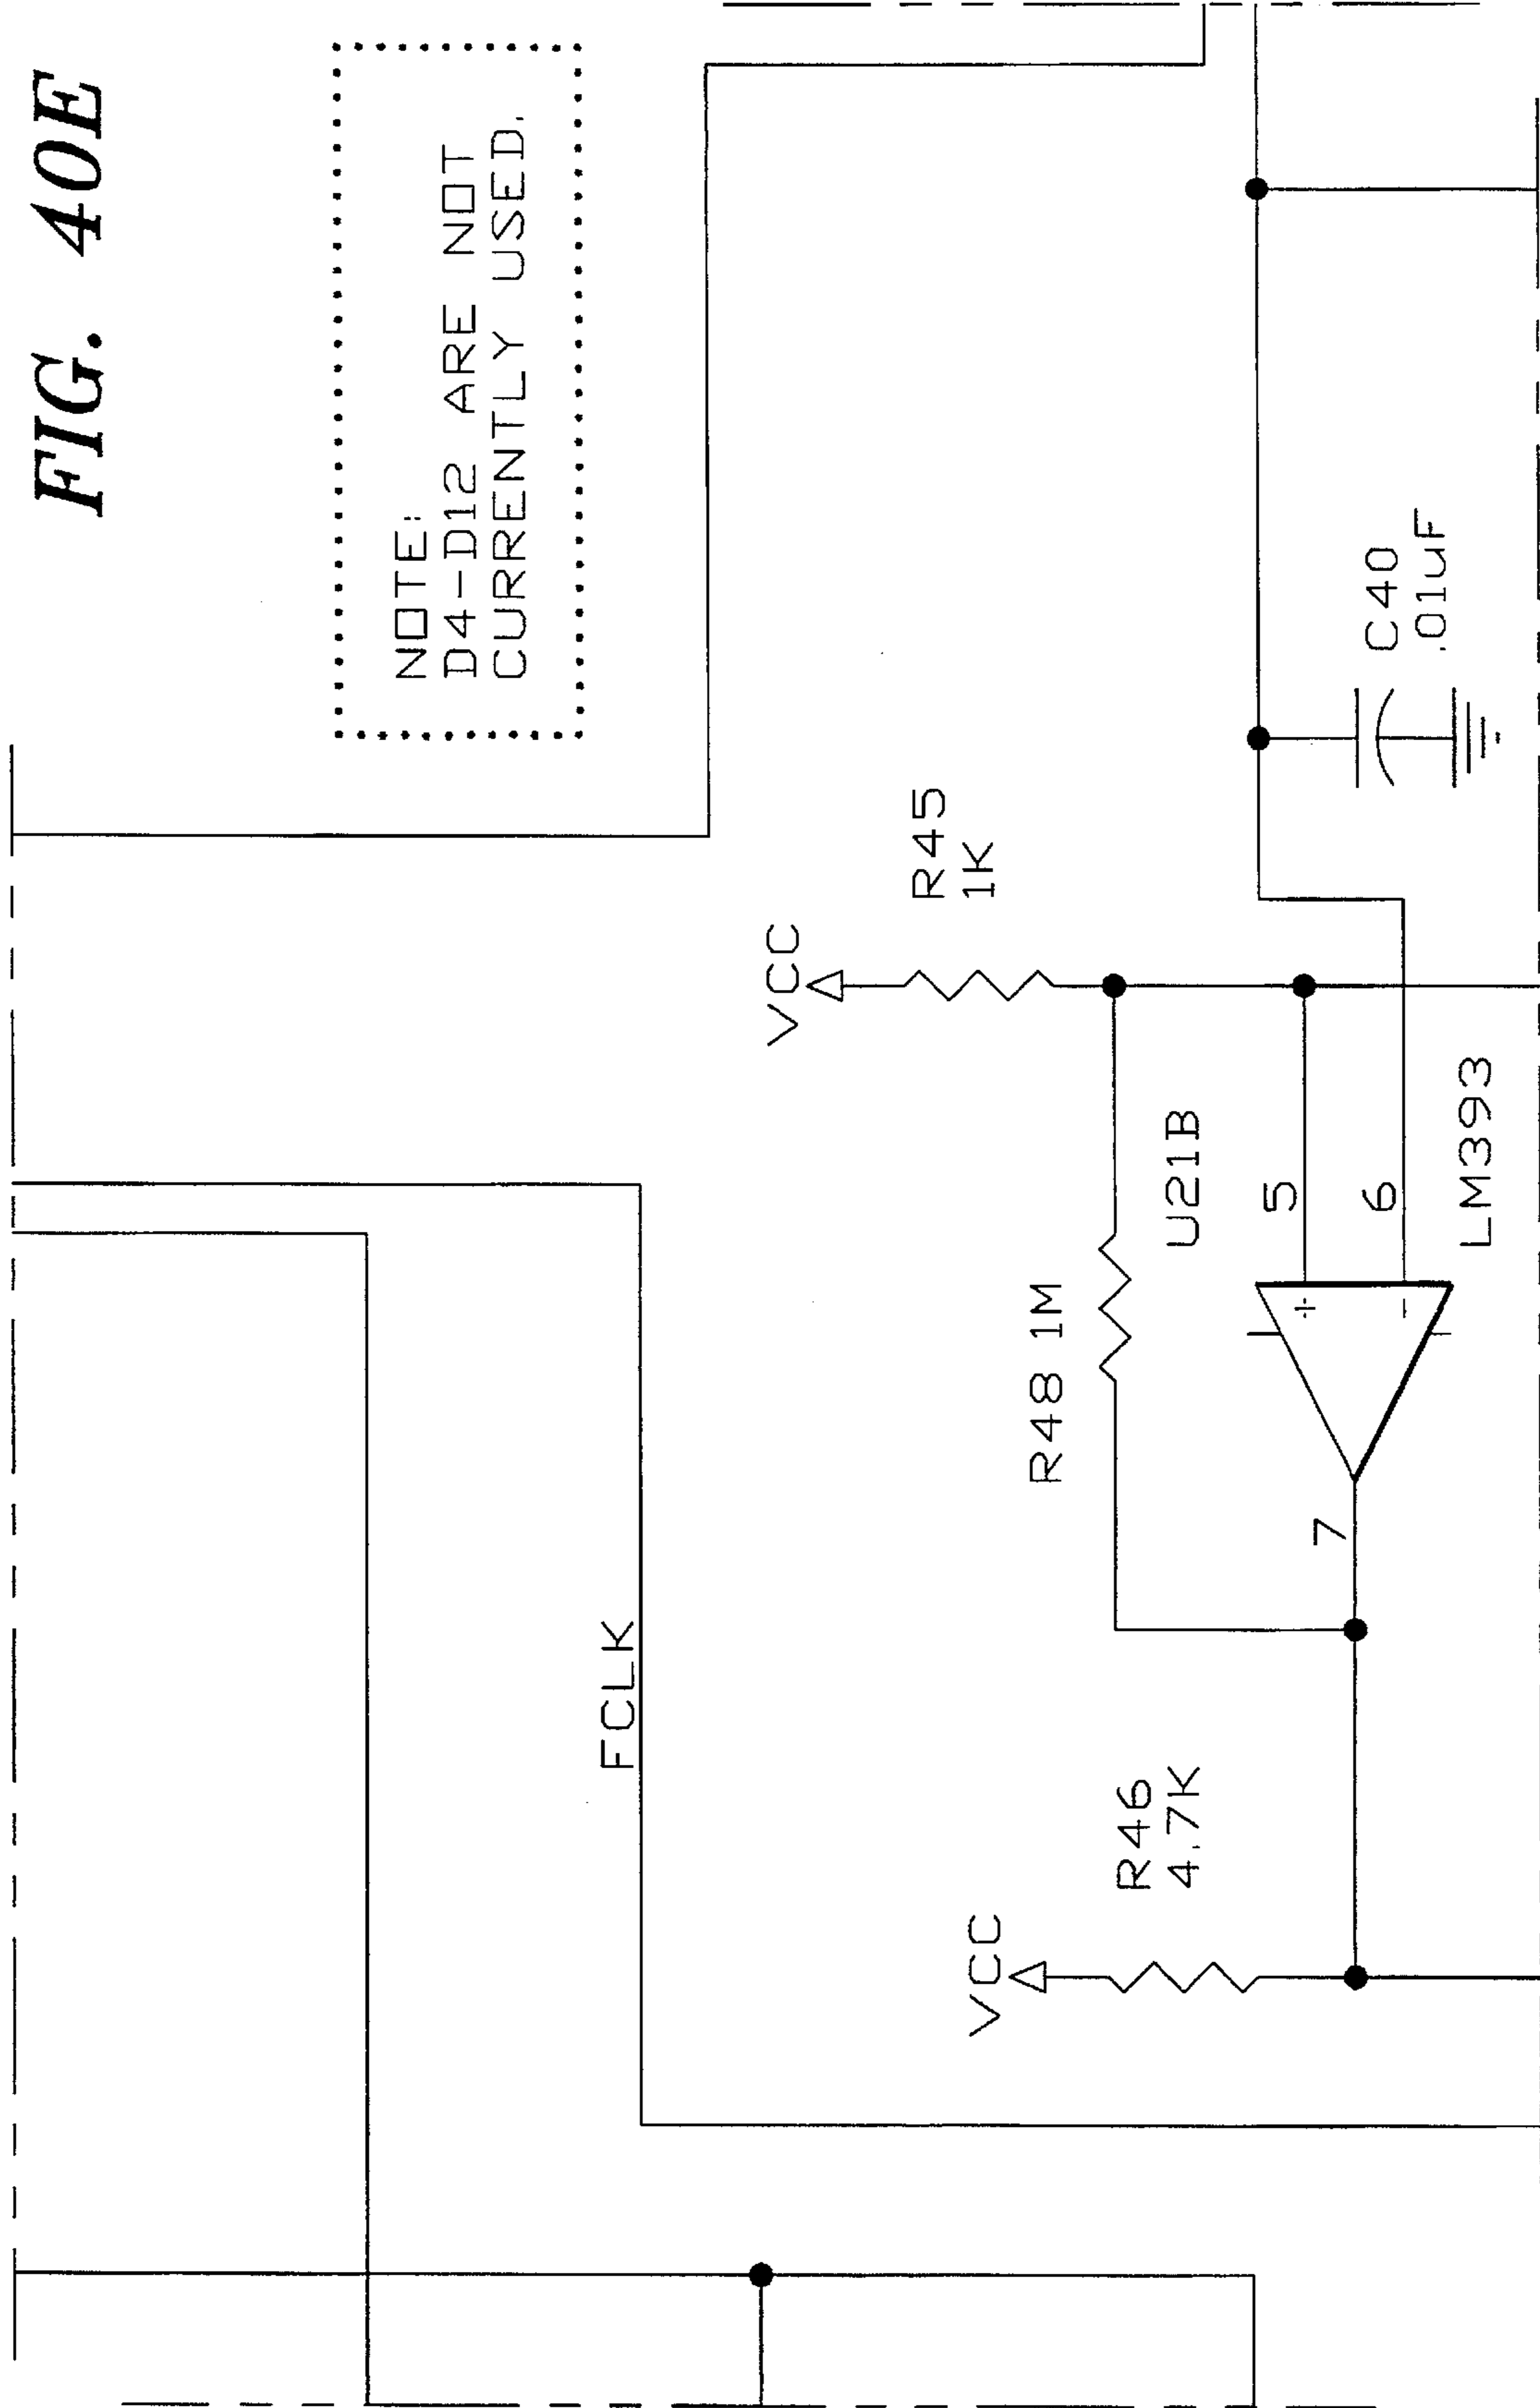 FIG. 40E
NOTE:
D4-D12 ARE NOT
CURRENTLY USED.
VCC
R45
1K
C40
.01uF
FCLK
R48 1M
U21B
5
6
+
-
7
LM393
VCC
R46
4.7K